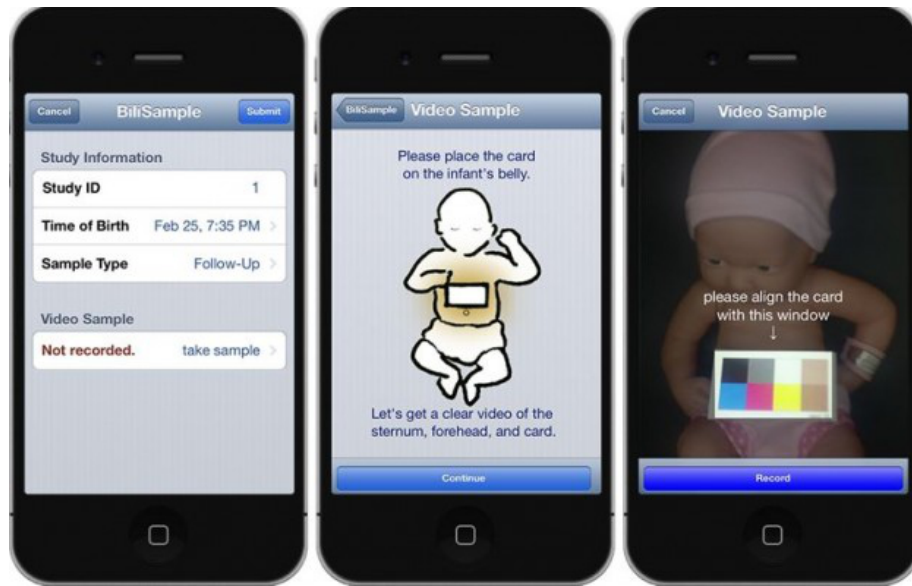 Cancel BiliSample Submit
Study Information
Study ID 1
Time of Birth Feb 25, 7:35 PM
Sample Type Follow-Up
Video Sample
Not recorded. take sample
BiliSample Video Sample
Please place the card
on the infant's belly.
Let's get a clear video of the
sternum, forehead, and card.
Continue
Cancel Video Sample
please align the card
with this window
Record